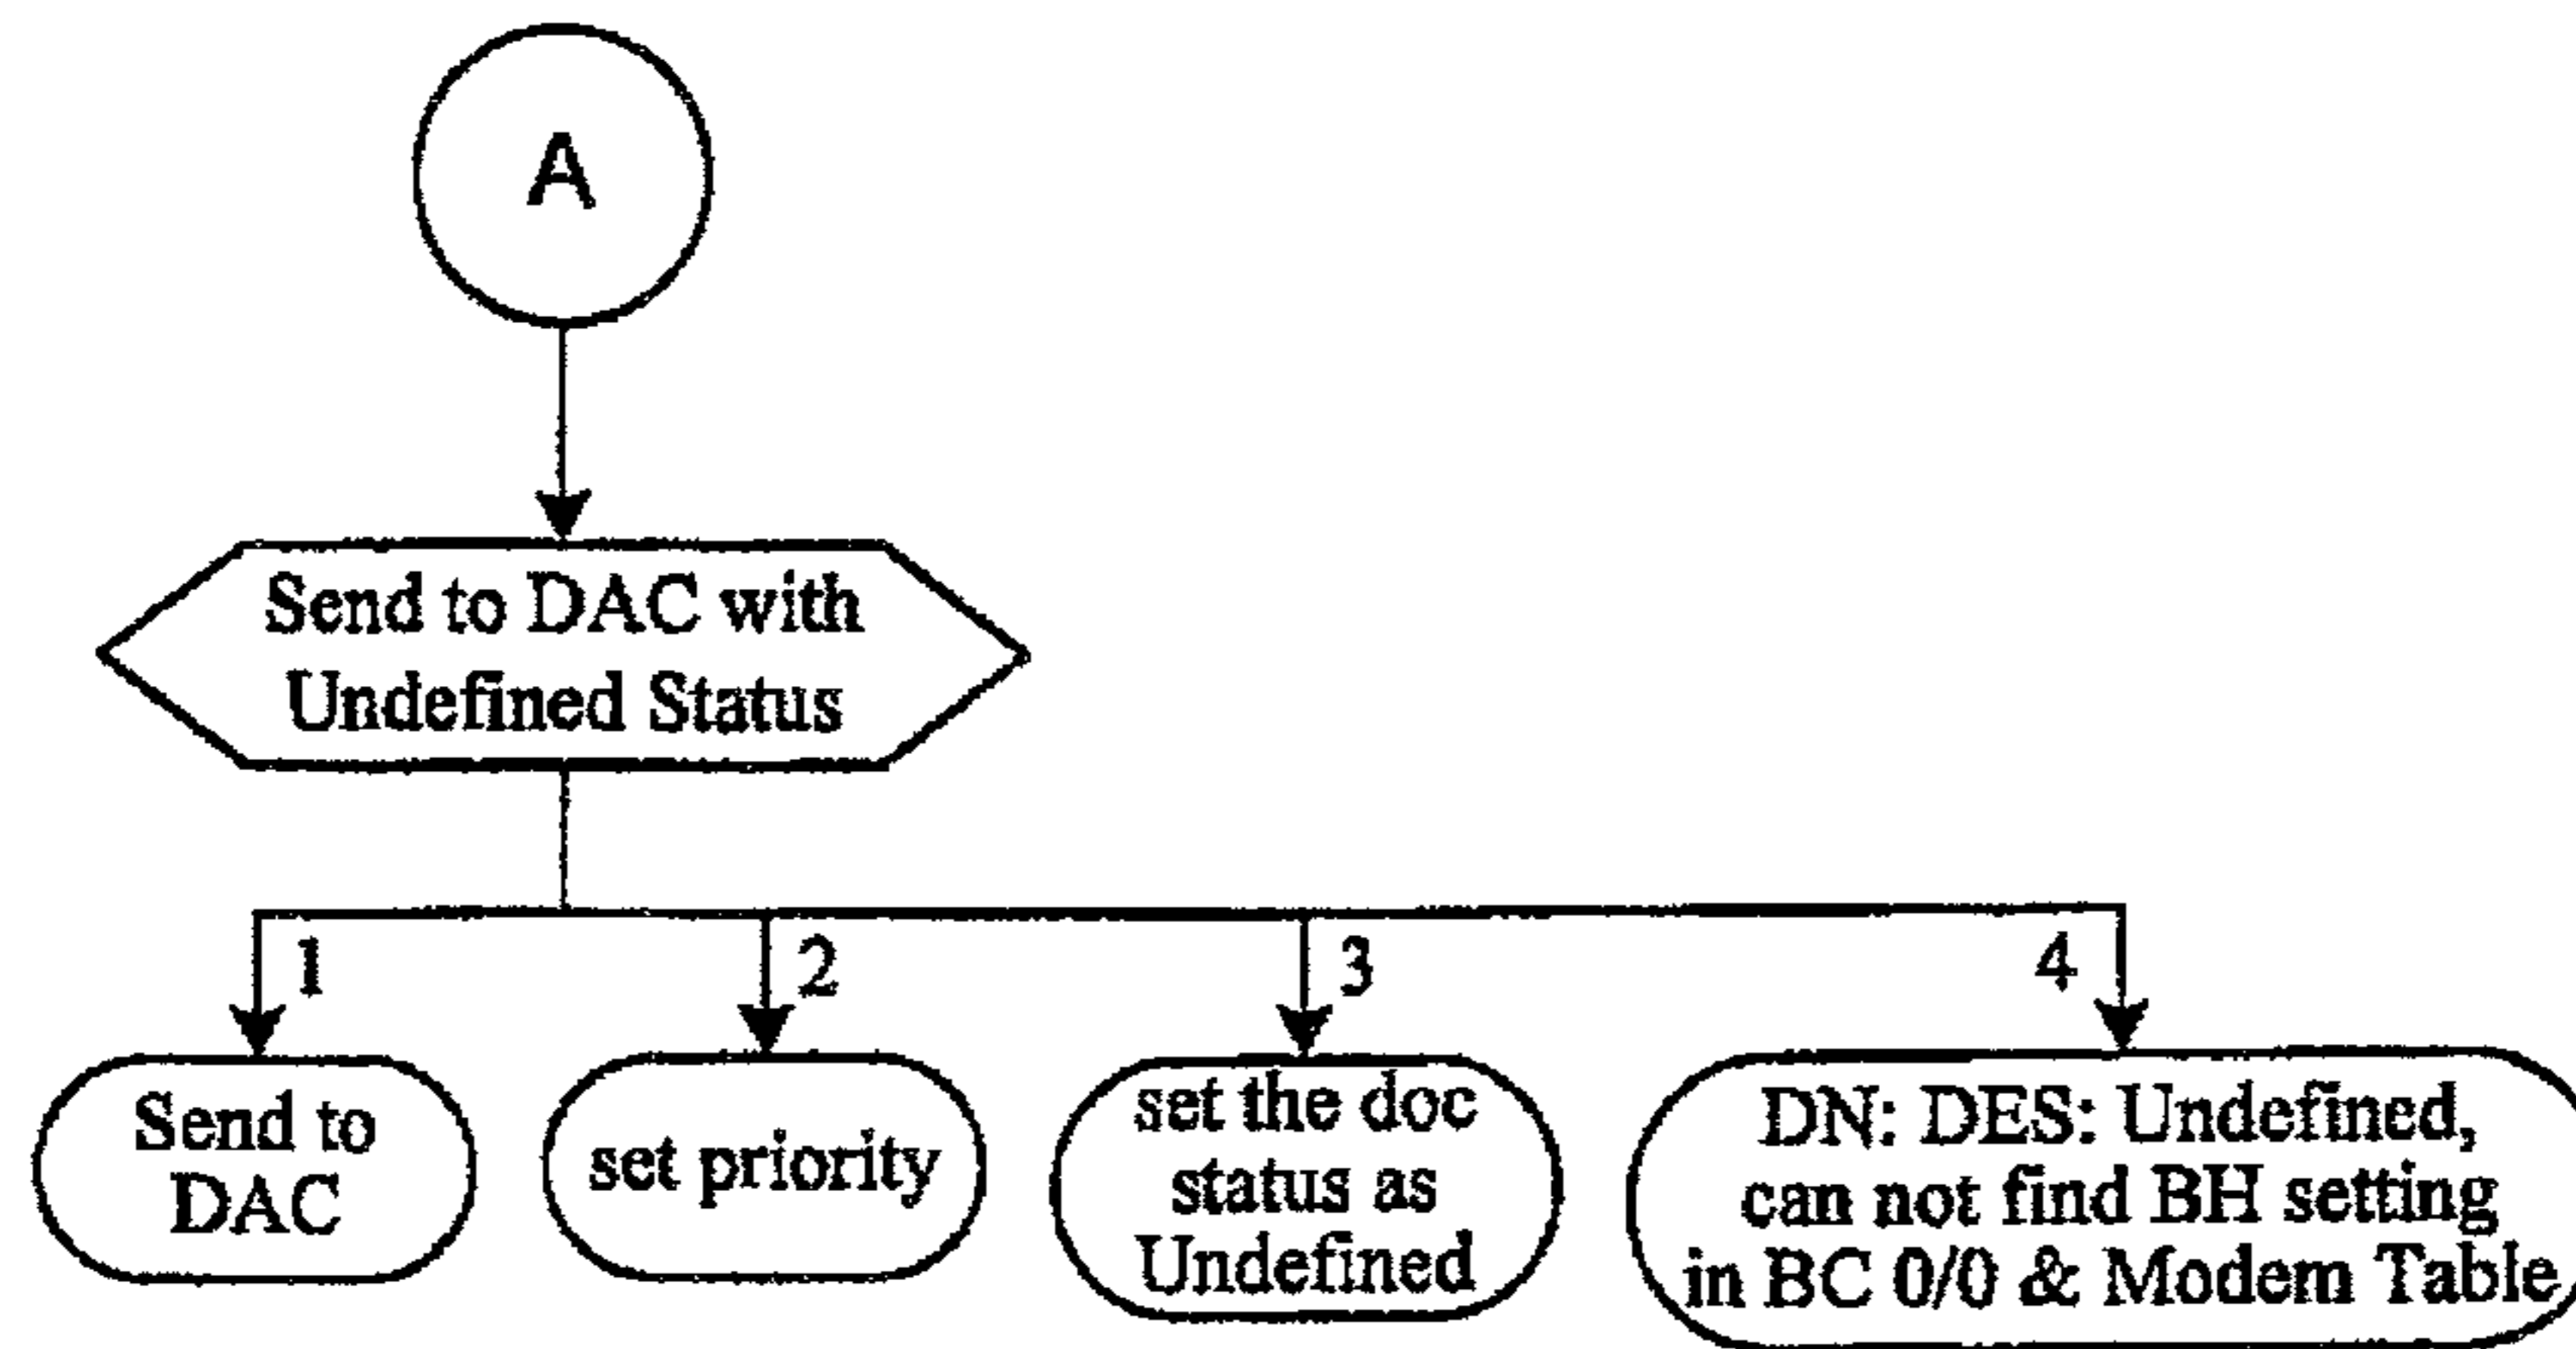 A
Send to DAC with
Undefined Status
1
2
3
4
Send to
DAC
set priority
set the doc
status as
Undefined
DN: DES: Undefined,
can not find BH setting
in BC 0/0 & Modem Table